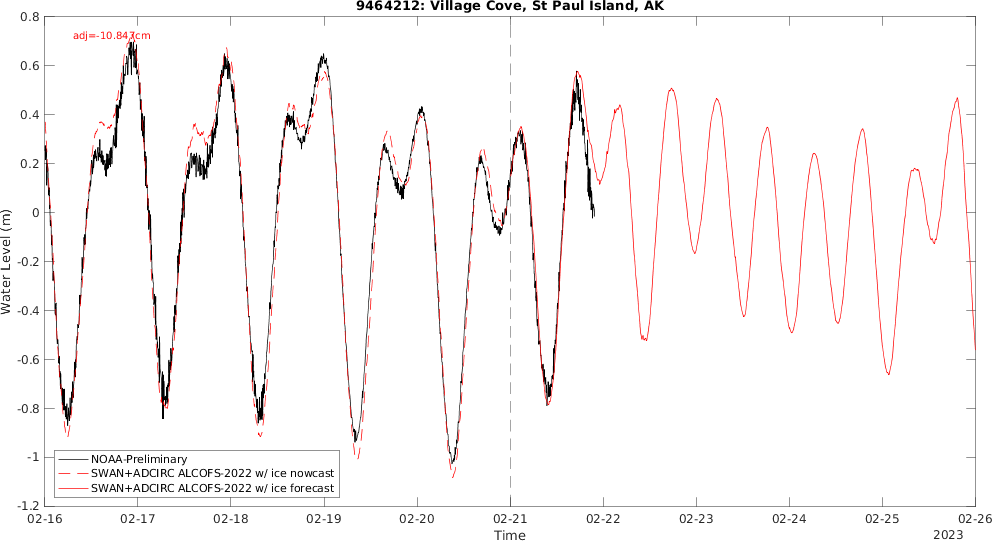 9464212: Village Cove, St Paul Island, AK
adj=-10.847cm
Water Level (m)
0.8
0.6
0.4
0.2
0
-0.2
-0.4
-0.6
-0.8
-1
-1.2
NOAA-Preliminary
SWAN+ADCIRC ALCOFS-2022 w/ ice nowcast
SWAN+ADCIRC ALCOFS-2022 w/ ice forecast
02-16 02-17 02-18 02-19 02-20 02-21 02-22 02-23 02-24 02-25 02-26
Time
2023